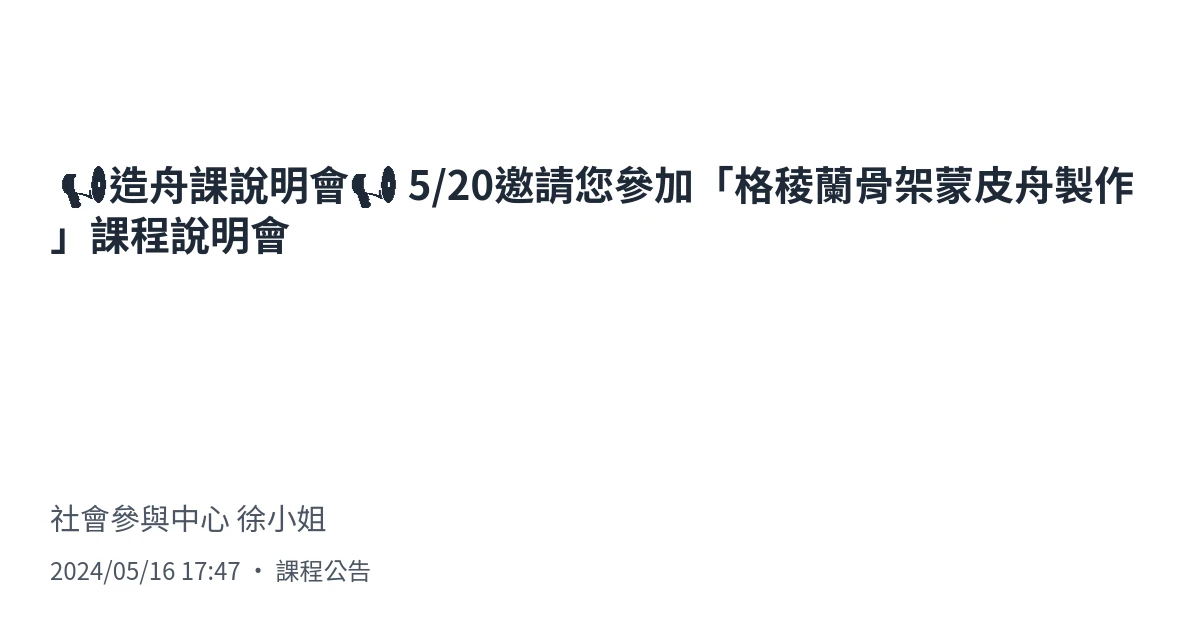 📢造舟課說明會📢 5/20邀請您參加「格稜蘭骨架蒙皮舟製作
」課程說明會
社會參與中心 徐小姐
2024/05/16 17:47 · 課程公告